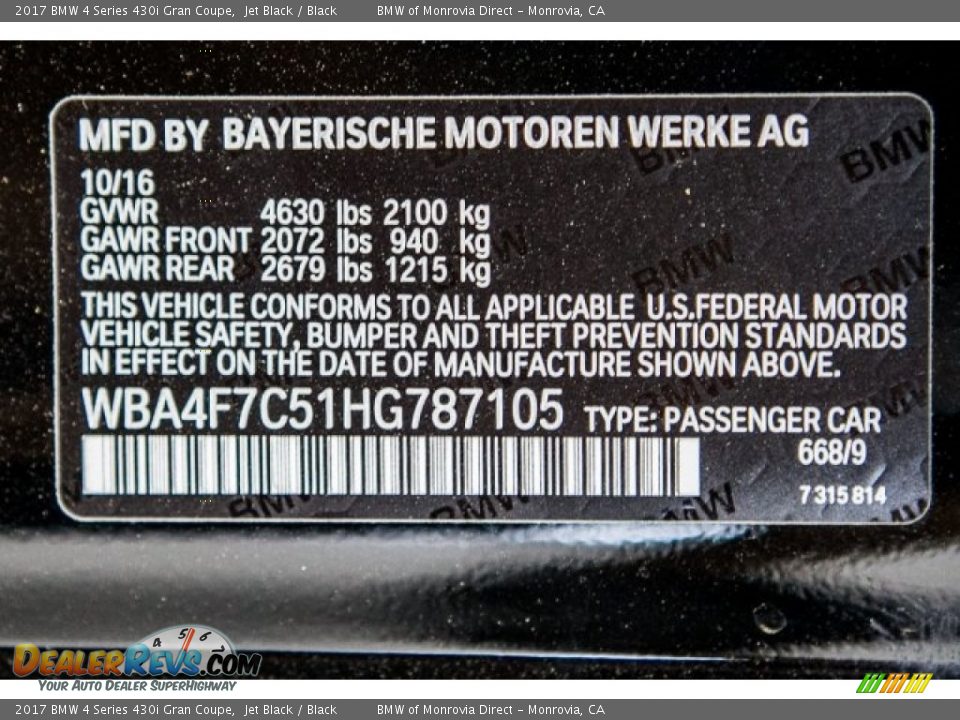 2017 BMW 4 Series 430i Gran Coupe, Jet Black / Black BMW of Monrovia Direct - Monrovia, CA
MFD BY BAYERISCHE MOTOREN WERKE AG
10/16
GVWR 4630 lbs 2100 kg
GAWR FRONT 2072 lbs 940 kg
GAWR REAR 2679 lbs 1215 kg
THIS VEHICLE CONFORMS TO ALL APPLICABLE U.S.FEDERAL MOTOR
VEHICLE SAFETY, BUMPER AND THEFT PREVENTION STANDARDS
IN EFFECT ON THE DATE OF MANUFACTURE SHOWN ABOVE.
WBA4F7C51HG787105 TYPE: PASSENGER CAR
668/9
7 315 814
DEALERREVS.COM
YOUR AUTO DEALER SUPERHIGHWAY
2017 BMW 4 Series 430i Gran Coupe, Jet Black / Black BMW of Monrovia Direct - Monrovia, CA